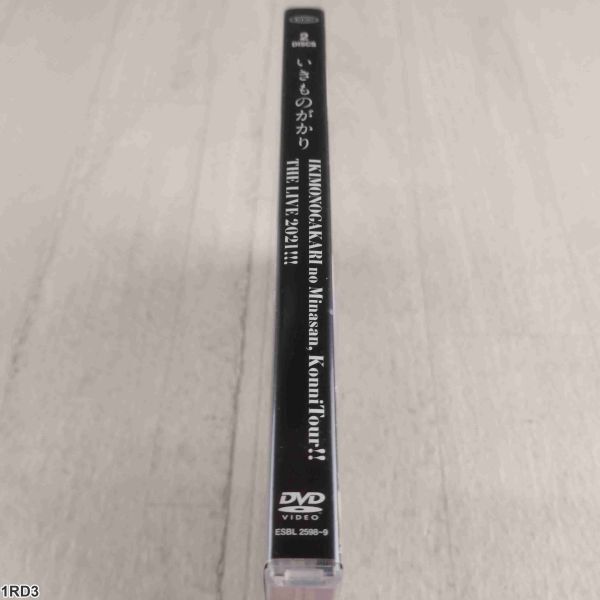 2
DISCS
いきものがかり
IKIMONOGAKARI no Minasan, KonniTour!!
THE LIVE 2021!!!
DVD
VIDEO
ESBL 2598~9
1RD3